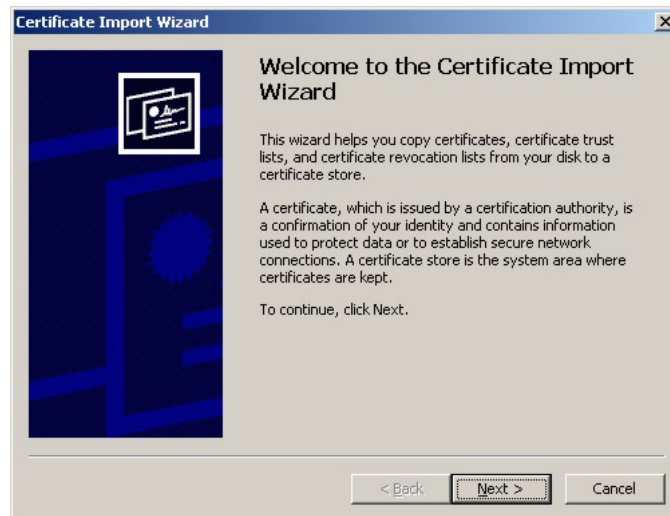 Certificate Import Wizard
Welcome to the Certificate Import
Wizard
This wizard helps you copy certificates, certificate trust
lists, and certificate revocation lists from your disk to a
certificate store.
A certificate, which is issued by a certification authority, is
a confirmation of your identity and contains information
used to protect data or to establish secure network
connections. A certificate store is the system area where
certificates are kept.
To continue, click Next.
< Back Next > Cancel